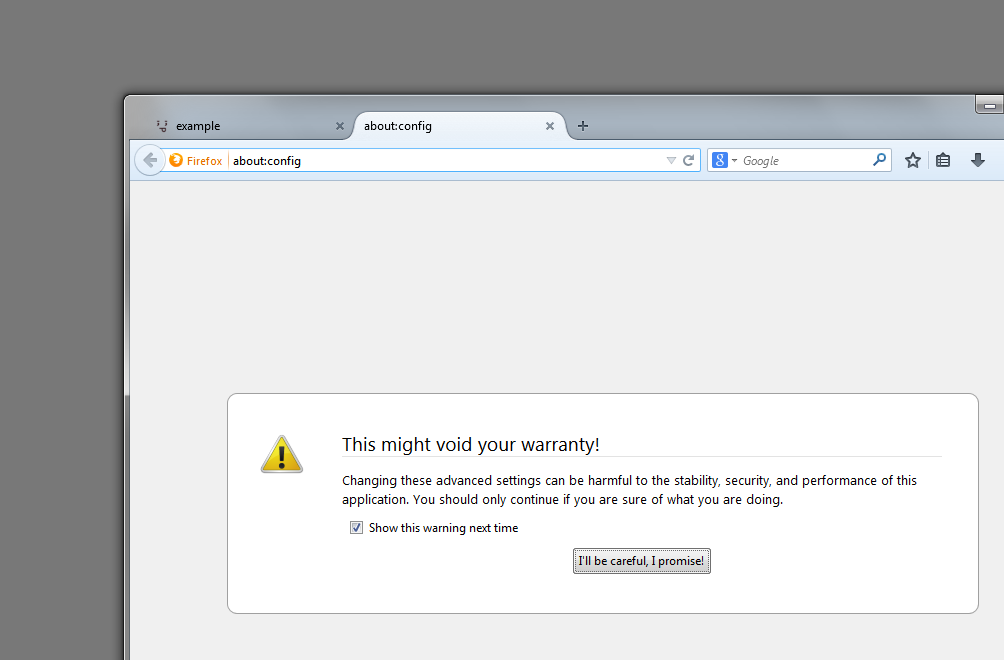 example
about:config
Firefox about:config
Google
This might void your warranty!
Changing these advanced settings can be harmful to the stability, security, and performance of this
application. You should only continue if you are sure of what you are doing.
Show this warning next time
I'll be careful, I promise!